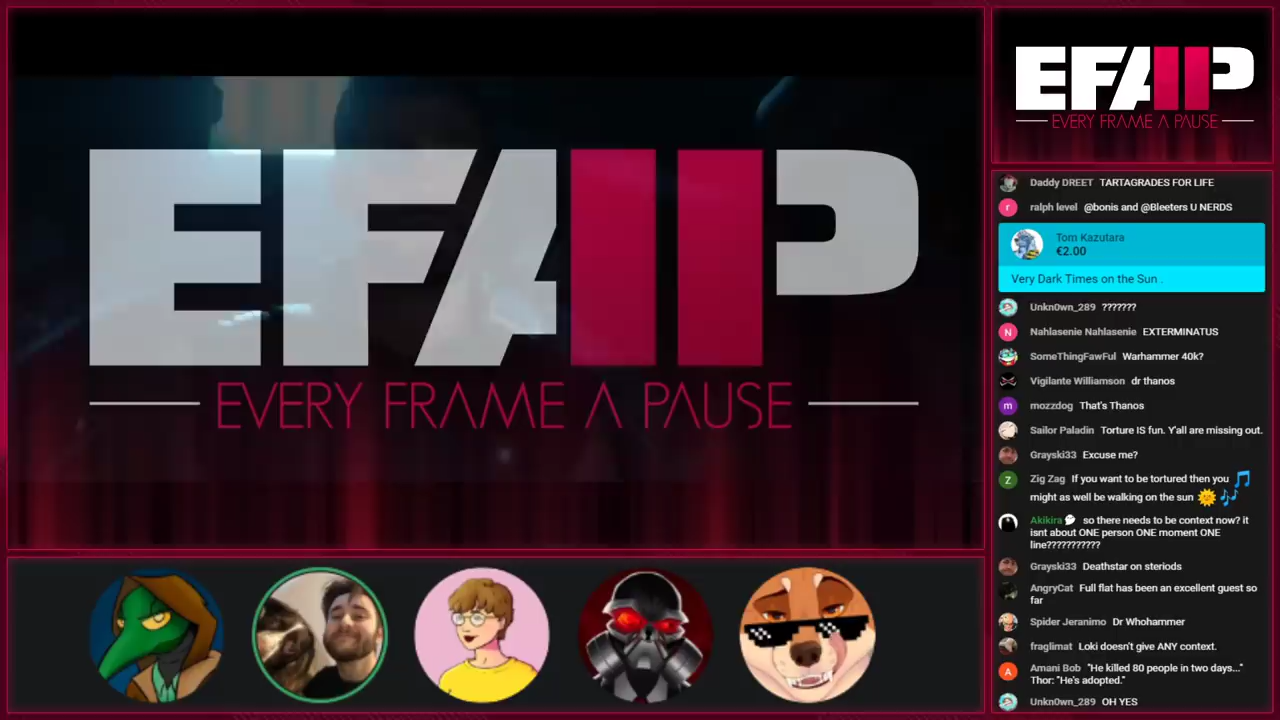 EFAP
EVERY FRAME A PAUSE
EFAP
EVERY FRAME A PAUSE
Daddy DREET TARTAGRADES FOR LIFE
r ralph level @bonis and @Bleeters U NERDS
Tom Kazutara
€2.00
Very Dark Times on the Sun .
Unkn0wn_289 ???????
N Nahlasenie Nahlasenie EXTERMINATUS
SomeThingFawFul Warhammer 40k?
Vigilante Williamson dr thanos
m mozzdog That's Thanos
Sailor Paladin Torture IS fun. Y'all are missing out.
Grayski33 Excuse me?
Z Zig Zag If you want to be tortured then you 🎵
might as well be walking on the sun 🌞 🎶
Akikira so there needs to be context now? it
isnt about ONE person ONE moment ONE
line???????????
Grayski33 Deathstar on steriods
AngryCat Full flat has been an excellent guest so
far
Spider Jeranimo Dr Whohammer
fraglimat Loki doesn't give ANY context.
A Amani Bob "He killed 80 people in two days..."
Thor: "He's adopted."
Unkn0wn_289 OH YES